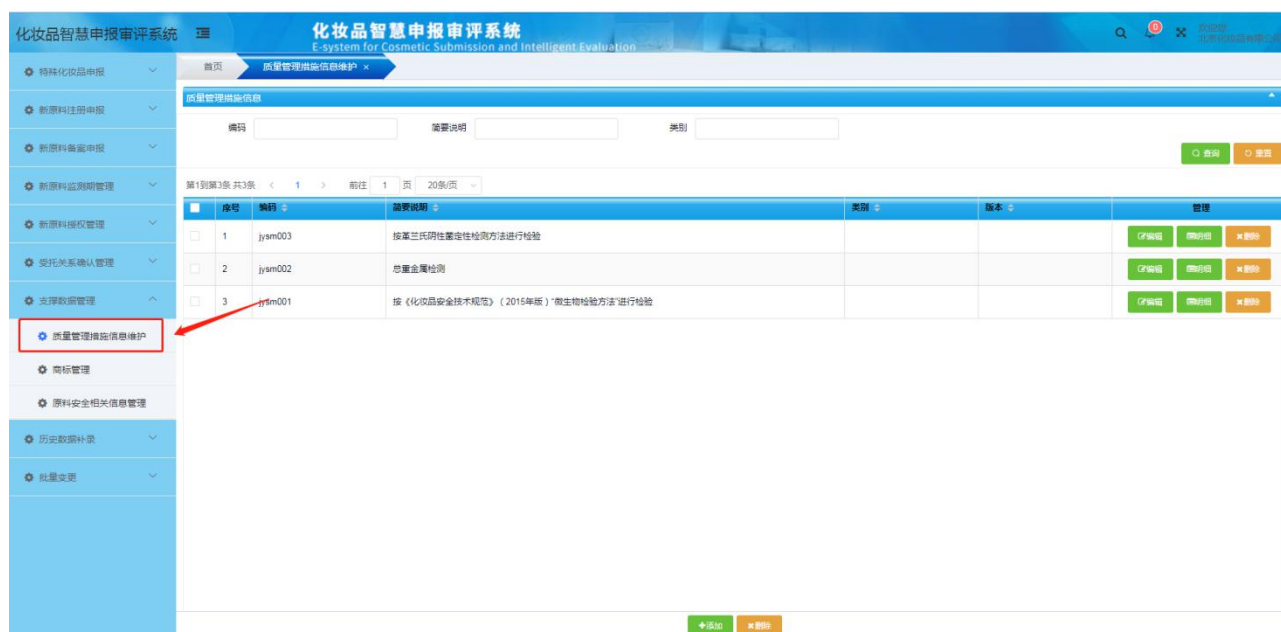 化妆品智慧申报审评系统
化妆品智慧申报审评系统
E-system for Cosmetic Submission and Intelligent Evaluation
0
欢迎您
首页
质量管理措施信息维护 ×
特殊化妆品申报
新原料注册申报
新原料备案申报
新原料监测期管理
新原料授权管理
受托关系确认管理
支撑数据管理
质量管理措施信息维护
商标管理
原料安全相关信息管理
历史数据补录
批量变更
质量管理措施信息
编码 简要说明 类别
查询 重置
第1到第3条 共3条 < 1 > 前往 1 页 20条/页
序号 编码 简要说明 类别 版本 管理
1 jysm003 按革兰氏阴性菌定性检测方法进行检验 编辑 明细 ×删除
2 jysm002 总重金属检测 编辑 明细 ×删除
3 jysm001 按《化妆品安全技术规范》(2015年版)“微生物检验方法”进行检验 编辑 明细 ×删除
+添加 ×删除